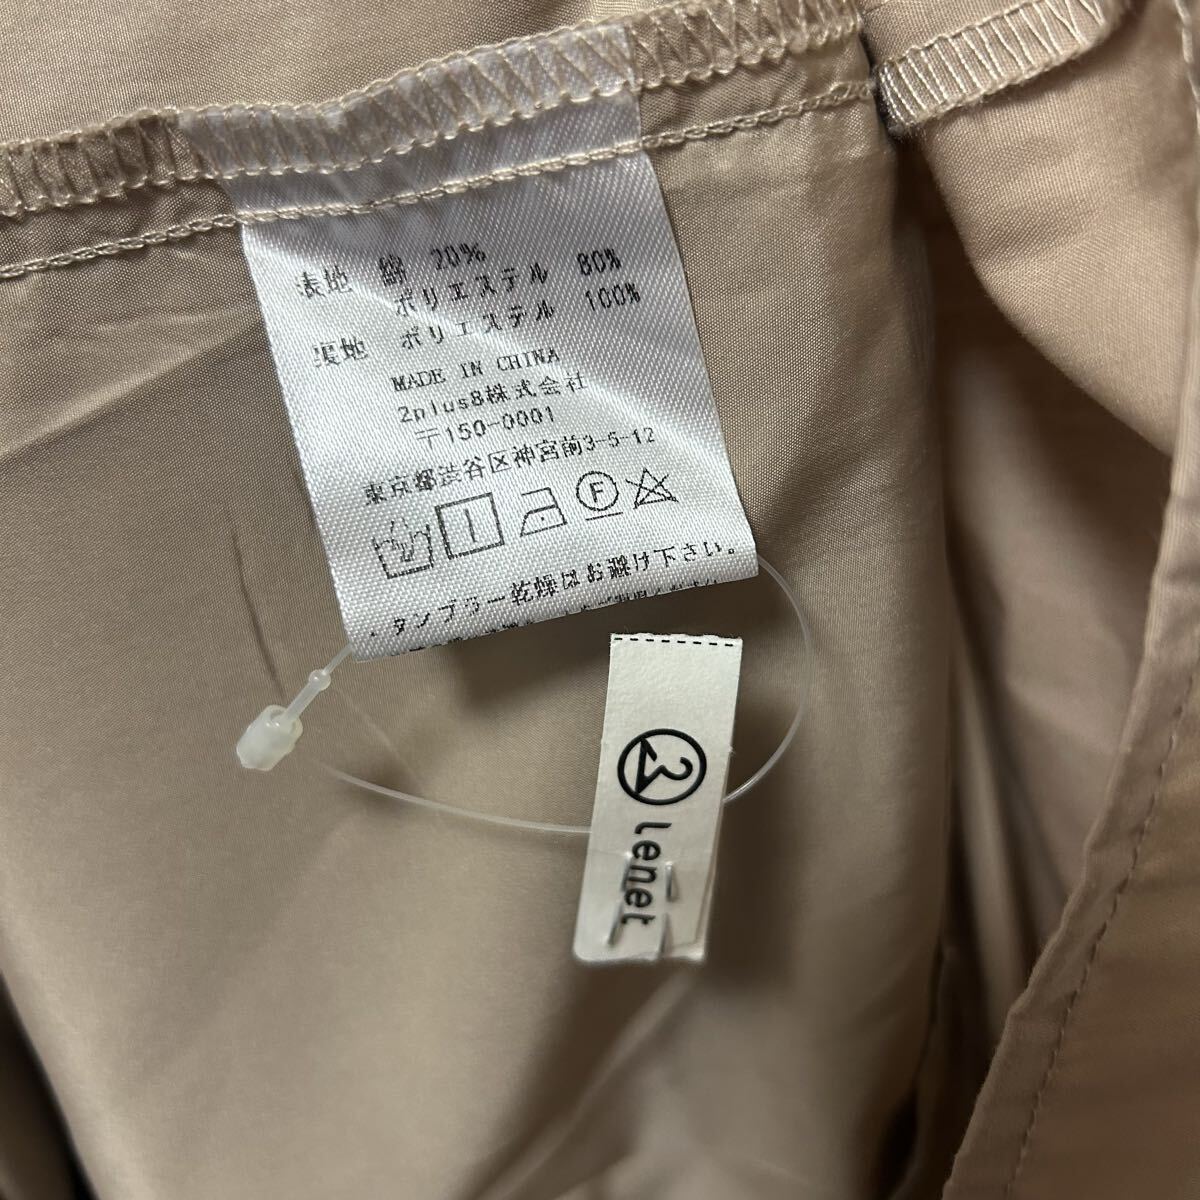 表地 綿 20%
ポリエステル 80%
裏地 ポリエステル 100%
MADE IN CHINA
2plus8株式会社
〒150-0001
東京都渋谷区神宮前3-5-12
F
・タンブラー乾燥はお避け下さい。
lenet